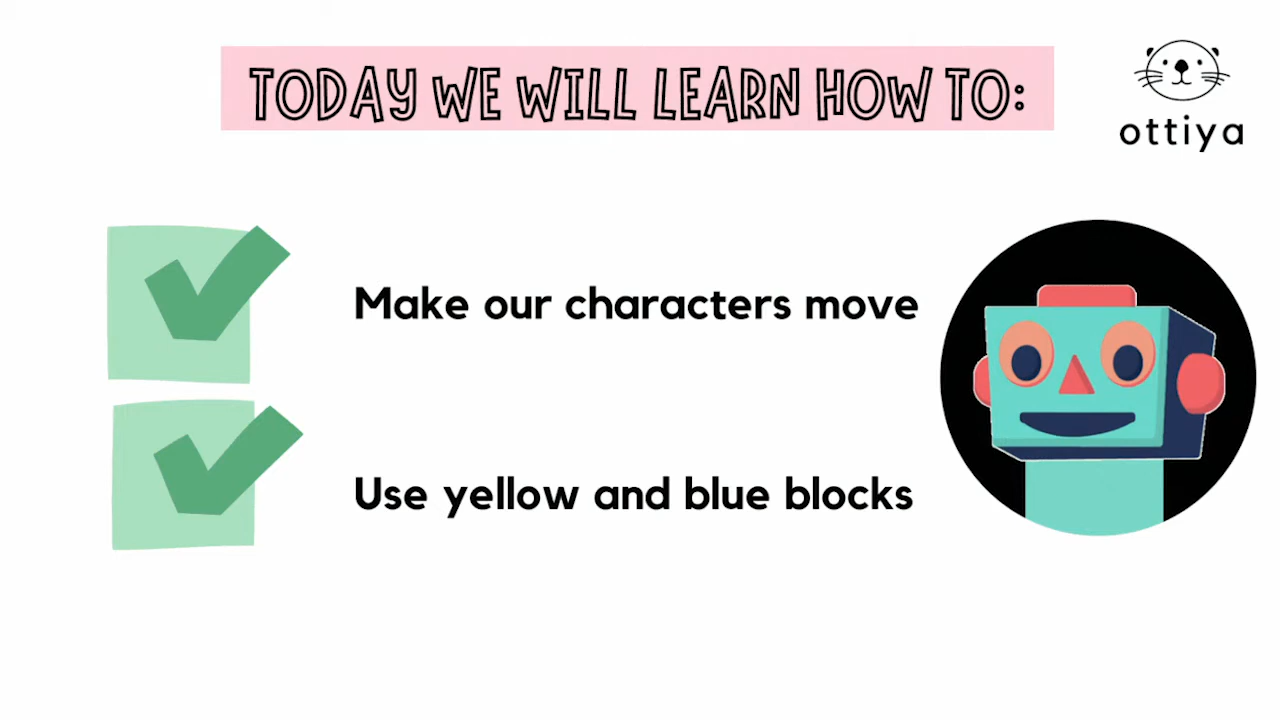 TODAY WE WILL LEARN HOW TO:
ottiya
Make our characters move
Use yellow and blue blocks